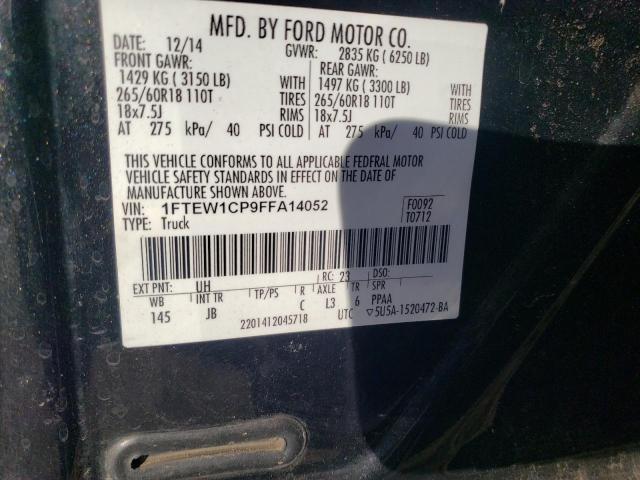 MFD. BY FORD MOTOR CO.
DATE: 12/14 GVWR: 2835 KG ( 6250 LB)
FRONT GAWR: REAR GAWR:
1429 KG ( 3150 LB) WITH 1497 KG ( 3300 LB) WITH
265/60R18 110T TIRES 265/60R18 110T TIRES
18x7.5J RIMS 18x7.5J RIMS
AT 275 kPa/ 40 PSI COLD AT 275 kPa/ 40 PSI COLD
THIS VEHICLE CONFORMS TO ALL APPLICABLE FEDERAL MOTOR
VEHICLE SAFETY STANDARDS IN EFFECT ON THE DATE OF
MANUFACTURE SHOWN ABOVE.
VIN: 1FTEW1CP9FFA14052 F0092
TYPE: Truck T0712
EXT PNT: UH RC: 23 DSO:
WB INT TR TP/PS R AXLE TR SPR
145 JB C L3 6 PPAA
2201412045718 UTC ▽5U5A-1520472-BA